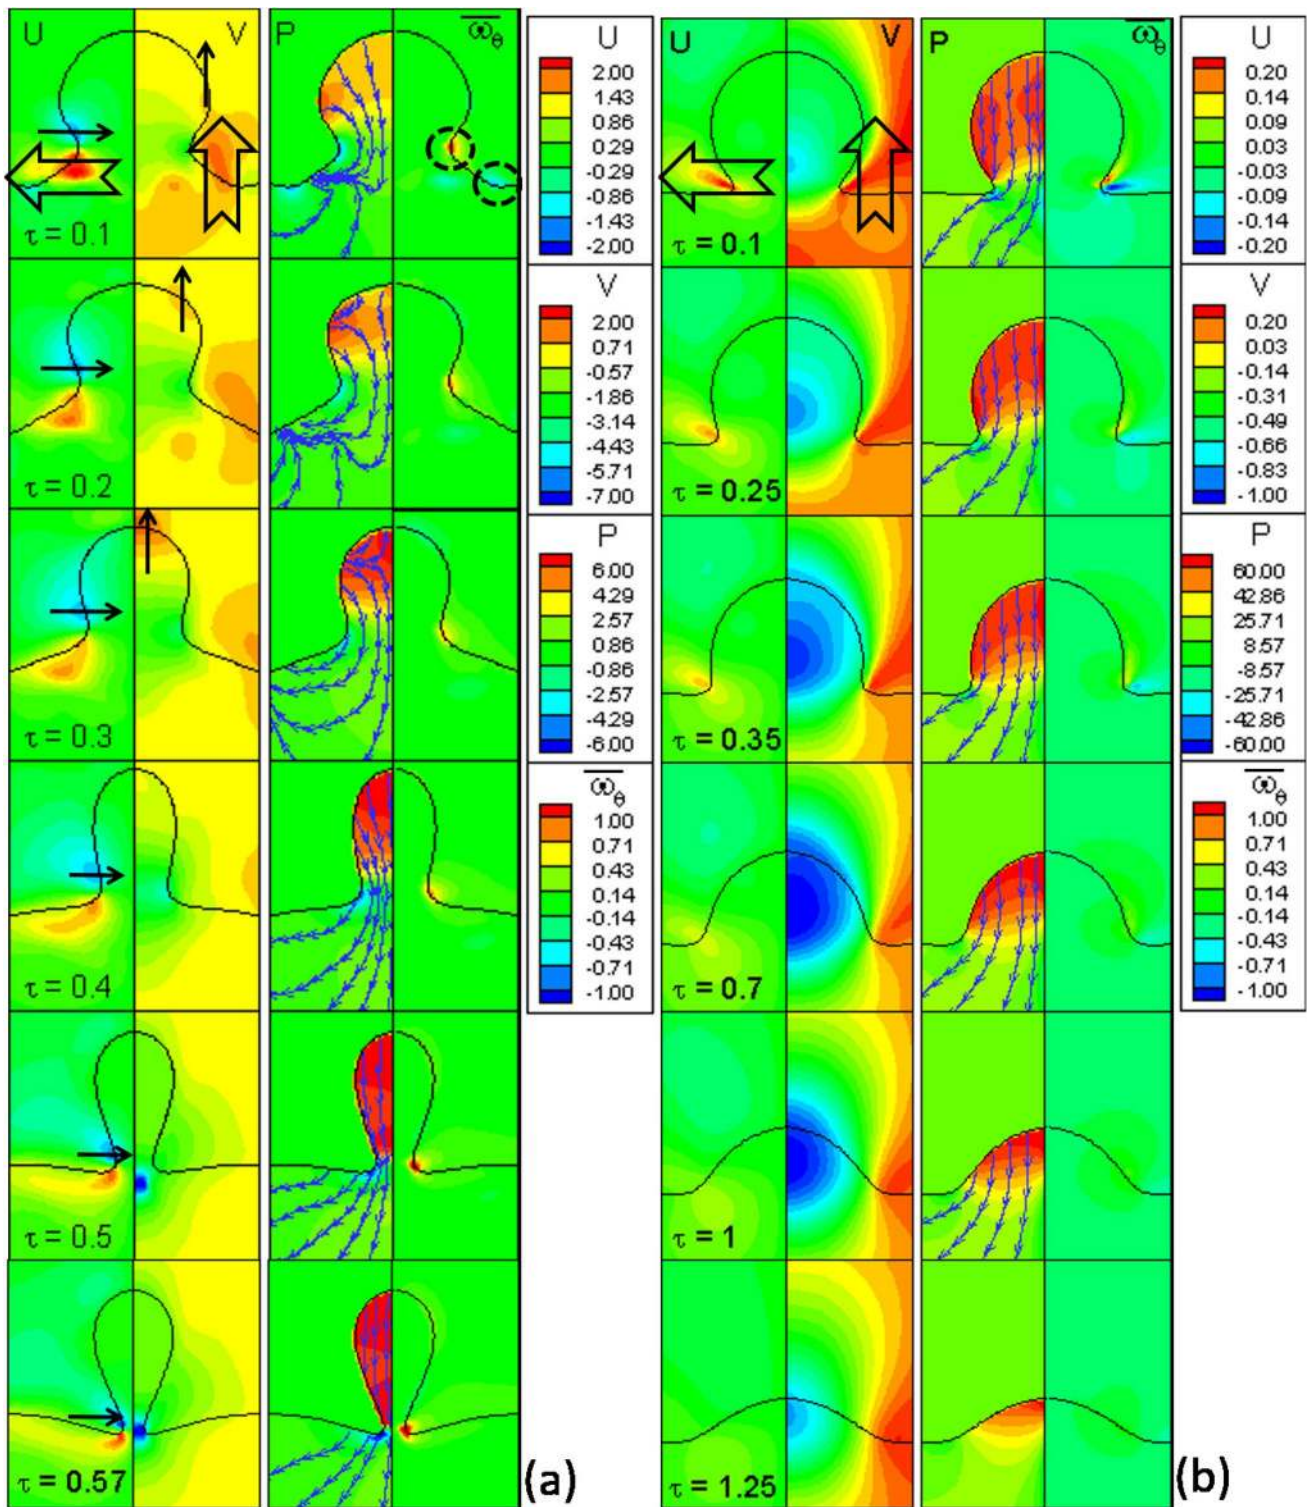 U V P ω̅θ̅ U
2.00
1.43
0.86
0.29
-0.29
-0.86
-1.43
-2.00
τ = 0.1
V
2.00
0.71
-0.57
-1.86
-3.14
-4.43
-5.71
-7.00
τ = 0.2
P
6.00
4.29
2.57
0.86
-0.86
-2.57
-4.29
-6.00
τ = 0.3
ω̅θ̅
1.00
0.71
0.43
0.14
-0.14
-0.43
-0.71
-1.00
τ = 0.4
τ = 0.5
τ = 0.57
(a)
U V P ω̅θ̅ U
0.20
0.14
0.09
0.03
-0.03
-0.09
-0.14
-0.20
τ = 0.1
V
0.20
0.03
-0.14
-0.31
-0.49
-0.66
-0.83
-1.00
τ = 0.25
P
60.00
42.86
25.71
8.57
-8.57
-25.71
-42.86
-60.00
τ = 0.35
ω̅θ̅
1.00
0.71
0.43
0.14
-0.14
-0.43
-0.71
-1.00
τ = 0.7
τ = 1
τ = 1.25
(b)